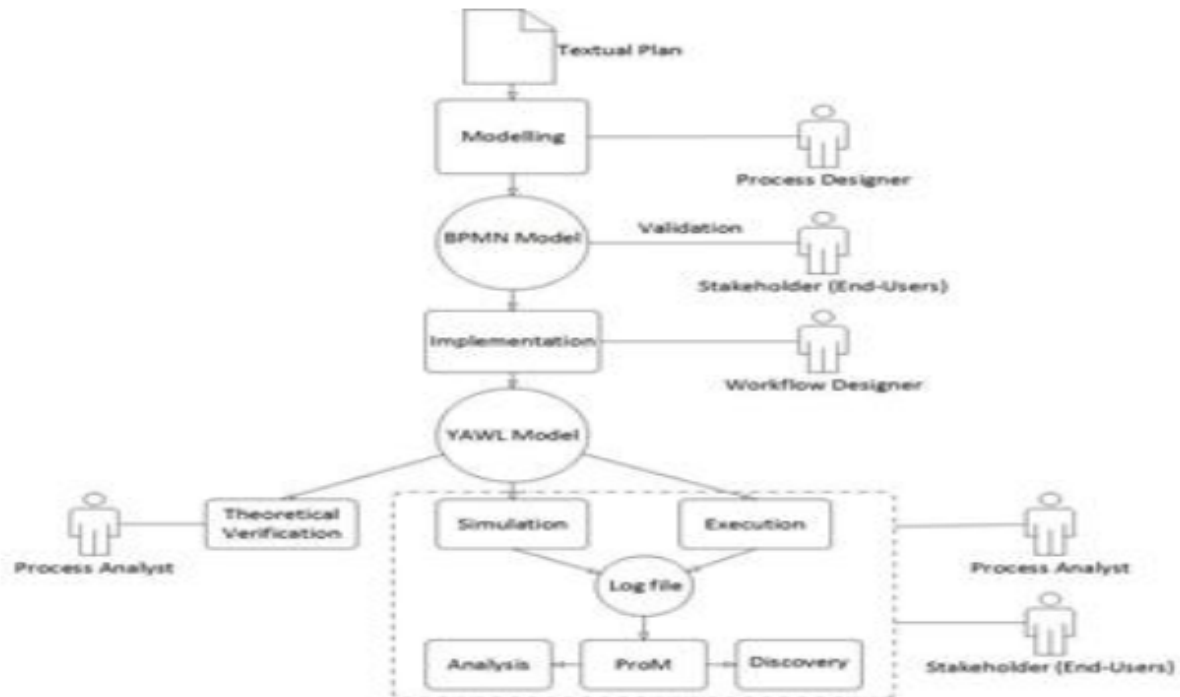 Textual Plan
Modelling
Process Designer
BPMN Model
Validation
Stakeholder (End-Users)
Implementation
Workflow Designer
YAWL Model
Theoretical
Verification
Simulation
Execution
Process Analyst
Process Analyst
Log file
Analysis
ProM
Discovery
Stakeholder (End-Users)